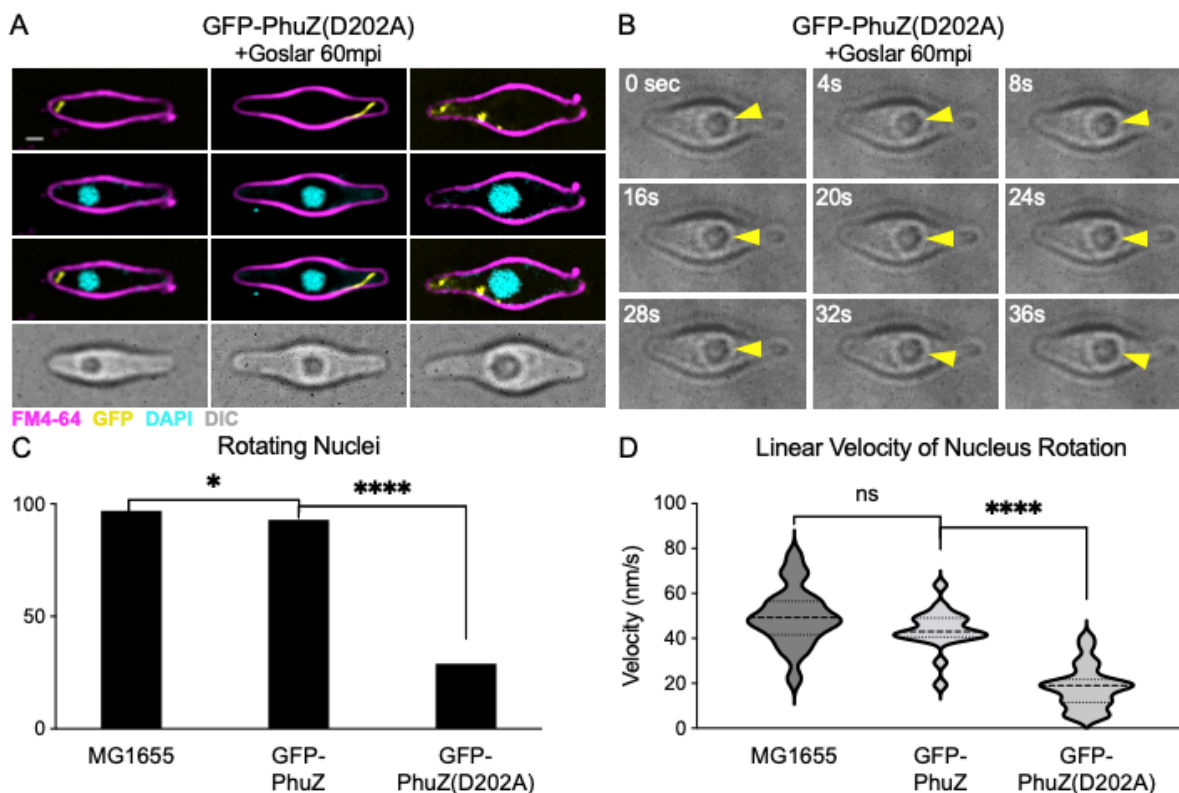 A
GFP-PhuZ(D202A)
+Goslar 60mpi
FM4-64 GFP DAPI DIC
B
GFP-PhuZ(D202A)
+Goslar 60mpi
0 sec 4s 8s
16s 20s 24s
28s 32s 36s
C
Rotating Nuclei
* ****
100
50
0
MG1655 GFP-PhuZ GFP-PhuZ(D202A)
D
Linear Velocity of Nucleus Rotation
ns ****
Velocity (nm/s)
100
80
60
40
20
0
MG1655 GFP-PhuZ GFP-PhuZ(D202A)